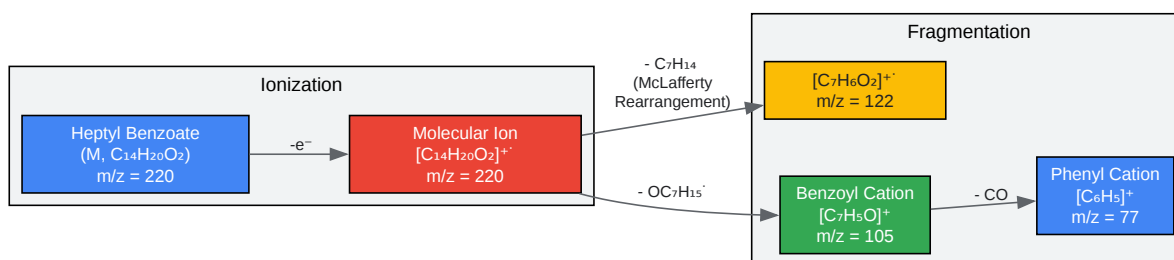 Ionization
Heptyl Benzoate
(M, C₁₄H₂₀O₂)
m/z = 220
-e⁻
Molecular Ion
[C₁₄H₂₀O₂]⁺˙
m/z = 220
- C₇H₁₄
(McLafferty
Rearrangement)
- OC₇H₁₅˙
Fragmentation
[C₇H₆O₂]⁺˙
m/z = 122
Benzoyl Cation
[C₇H₅O]⁺
m/z = 105
- CO
Phenyl Cation
[C₆H₅]⁺
m/z = 77